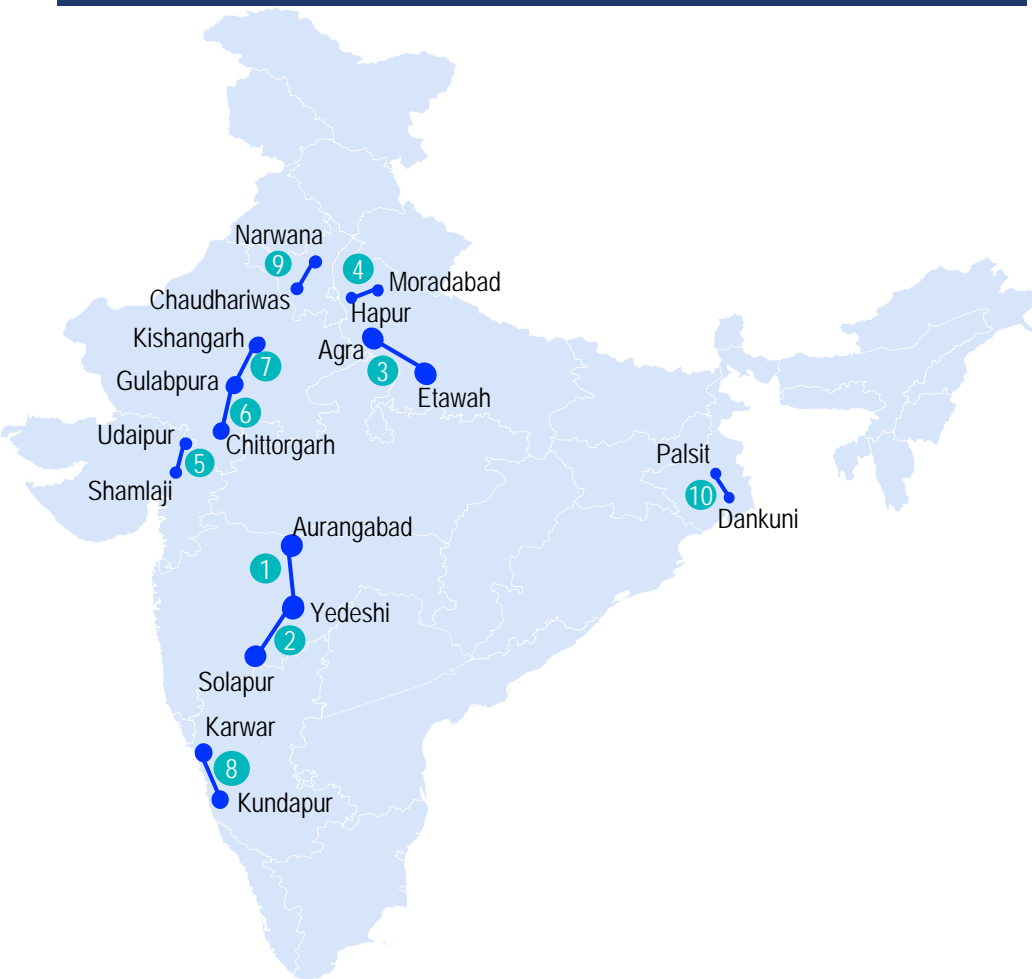 Narwana
9
4
Moradabad
Chaudhariwas
Hapur
Kishangarh
Agra
7
3
Gulabpura
Etawah
6
Udaipur
Chittorgarh
5
Shamlaji
Palsit
10
Dankuni
Aurangabad
1
Yedeshi
2
Solapur
Karwar
8
Kundapur